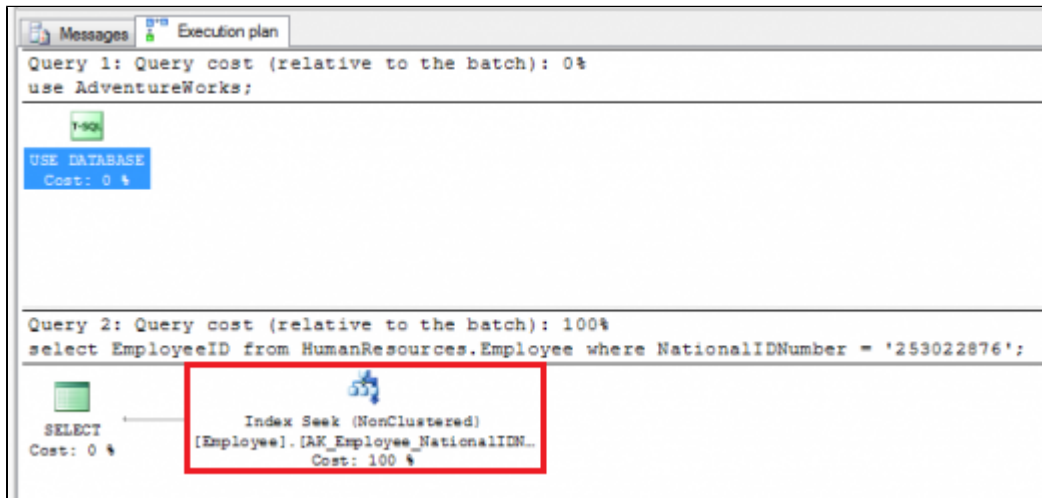 Messages Execution plan
Query 1: Query cost (relative to the batch): 0%
use AdventureWorks;
T-SQL
USE DATABASE
Cost: 0 %
Query 2: Query cost (relative to the batch): 100%
select EmployeeID from HumanResources.Employee where NationalIDNumber = '253022876';
SELECT
Cost: 0 %
Index Seek (NonClustered)
[Employee].[AK_Employee_NationalIDN…
Cost: 100 %